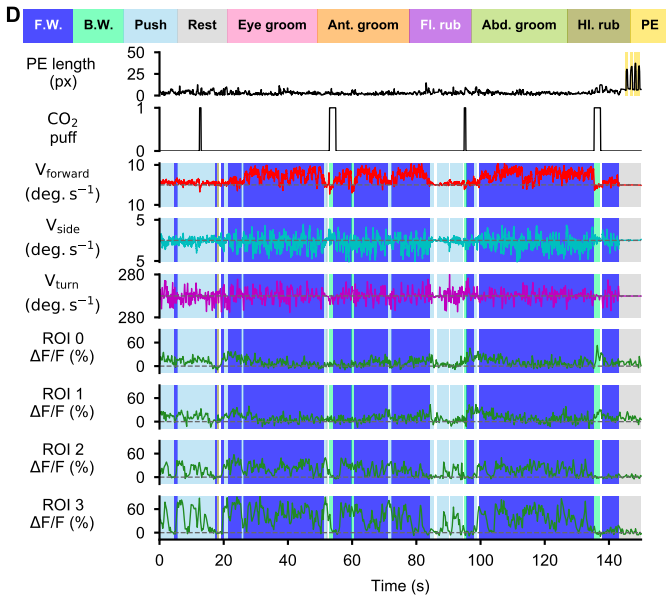 D
F.W. B.W. Push Rest Eye groom Ant. groom Fl. rub Abd. groom Hl. rub PE
PE length
(px)
50
25
0
CO₂
puff
1
0
V_forward
(deg. s⁻¹)
10
10
V_side
(deg. s⁻¹)
5
5
V_turn
(deg. s⁻¹)
280
280
ROI 0
ΔF/F (%)
60
0
ROI 1
ΔF/F (%)
60
0
ROI 2
ΔF/F (%)
60
0
ROI 3
ΔF/F (%)
60
0
0 20 40 60 80 100 120 140
Time (s)